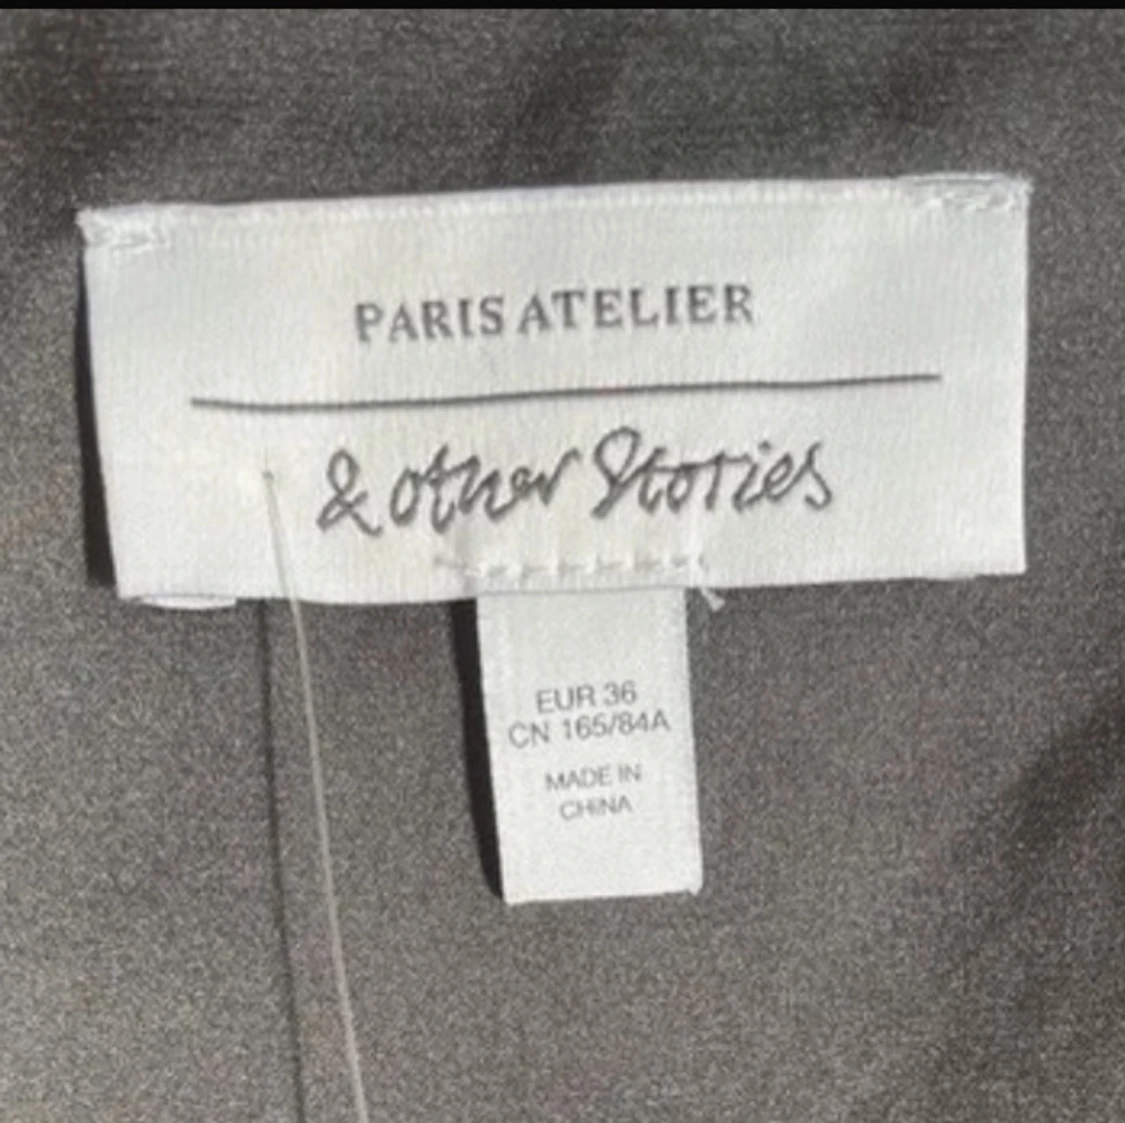 PARIS ATELIER
& other Stories
EUR 36
CN 165/84A
MADE IN
CHINA